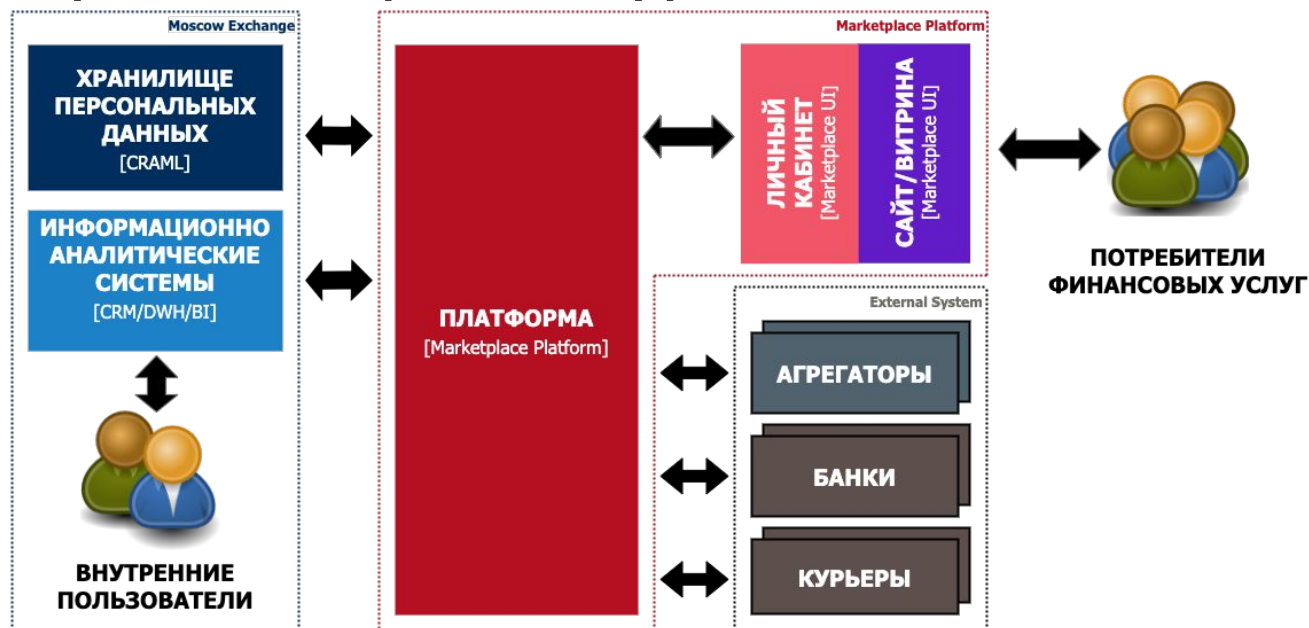 Moscow Exchange
ХРАНИЛИЩЕ
ПЕРСОНАЛЬНЫХ
ДАННЫХ
[CRAML]
ИНФОРМАЦИОННО
АНАЛИТИЧЕСКИЕ
СИСТЕМЫ
[CRM/DWH/BI]
ВНУТРЕННИЕ
ПОЛЬЗОВАТЕЛИ
Marketplace Platform
ПЛАТФОРМА
[Marketplace Platform]
ЛИЧНЫЙ
КАБИНЕТ
[Marketplace UI]
САЙТ/ВИТРИНА
[Marketplace UI]
External System
АГРЕГАТОРЫ
БАНКИ
КУРЬЕРЫ
ПОТРЕБИТЕЛИ
ФИНАНСОВЫХ УСЛУГ